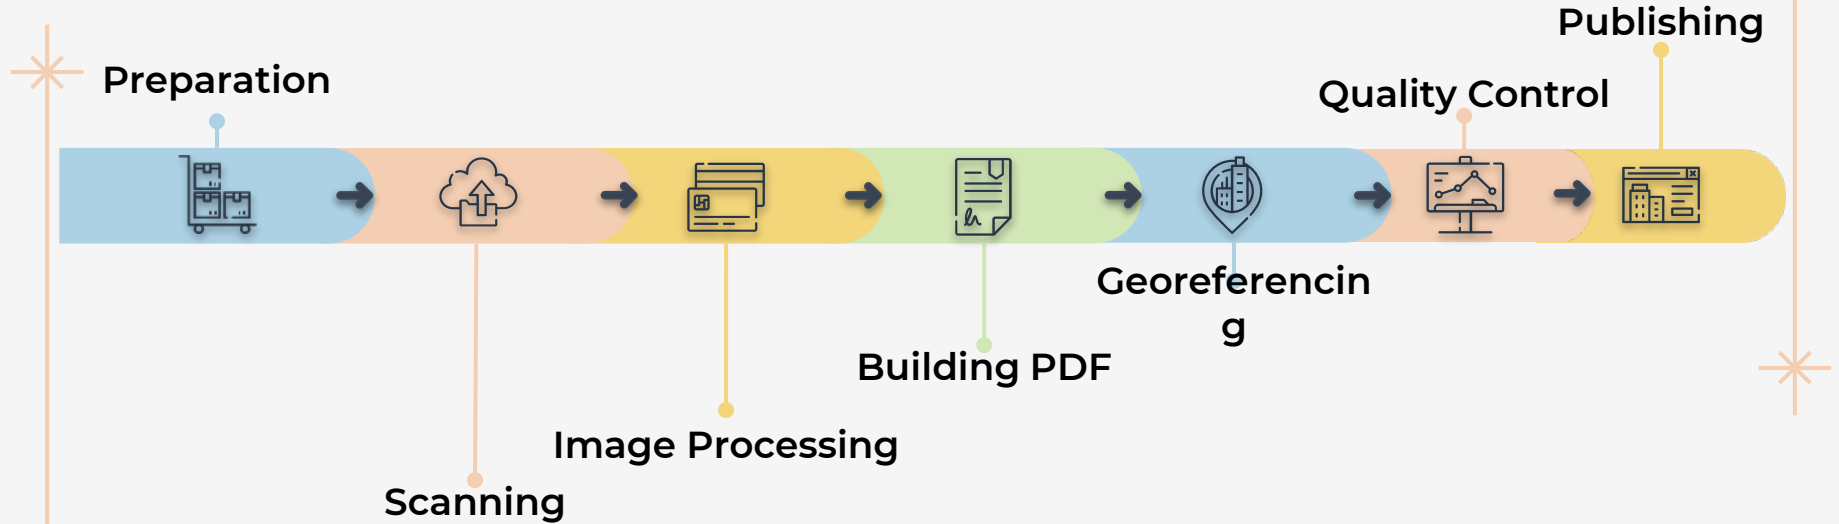 Preparation
Scanning
Image Processing
Building PDF
Georeferencin
g
Quality Control
Publishing